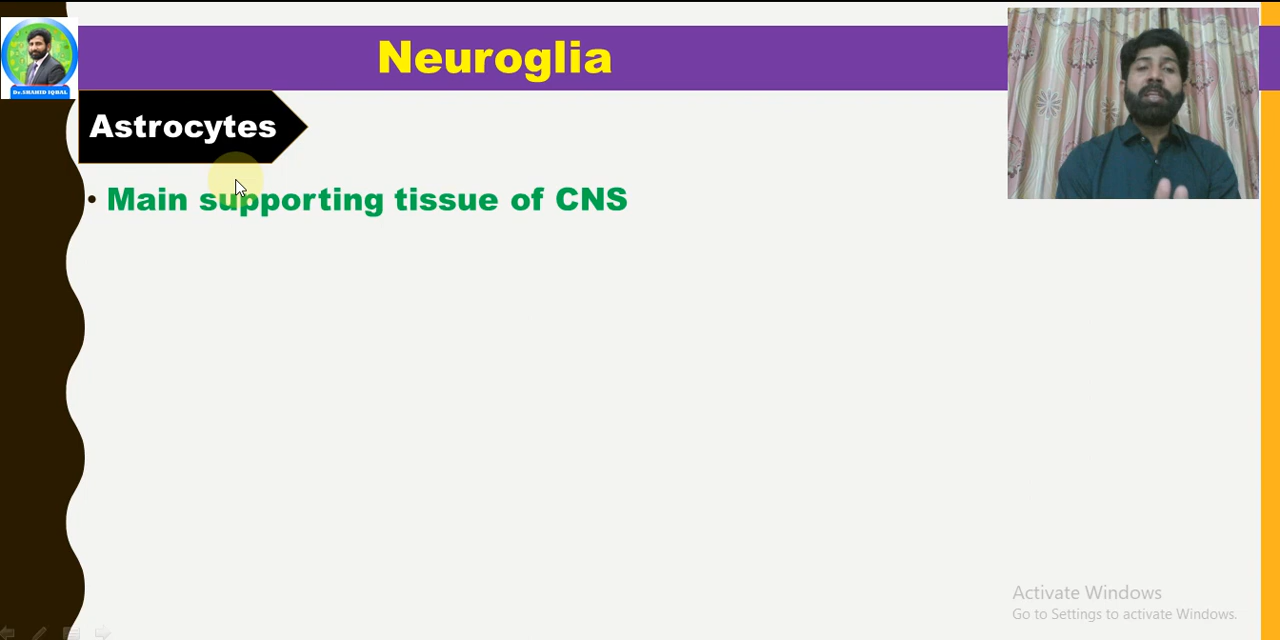 Neuroglia
Dr.SHAHID IQBAL
Astrocytes
• Main supporting tissue of CNS
Activate Windows
Go to Settings to activate Windows.